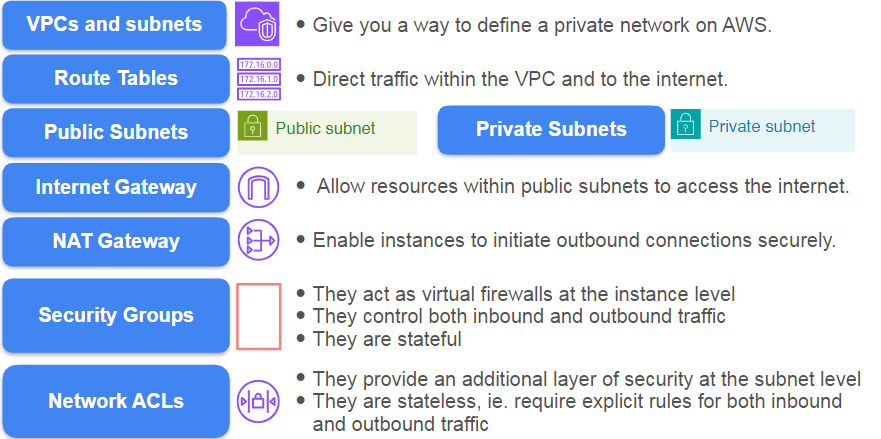 VPCs and subnets
• Give you a way to define a private network on AWS.
Route Tables
172.16.0.0
172.16.1.0
172.16.2.0
• Direct traffic within the VPC and to the internet.
Public Subnets
Public subnet
Private Subnets
Private subnet
Internet Gateway
• Allow resources within public subnets to access the internet.
NAT Gateway
• Enable instances to initiate outbound connections securely.
Security Groups
• They act as virtual firewalls at the instance level
• They control both inbound and outbound traffic
• They are stateful
Network ACLs
• They provide an additional layer of security at the subnet level
• They are stateless, ie. require explicit rules for both inbound
and outbound traffic